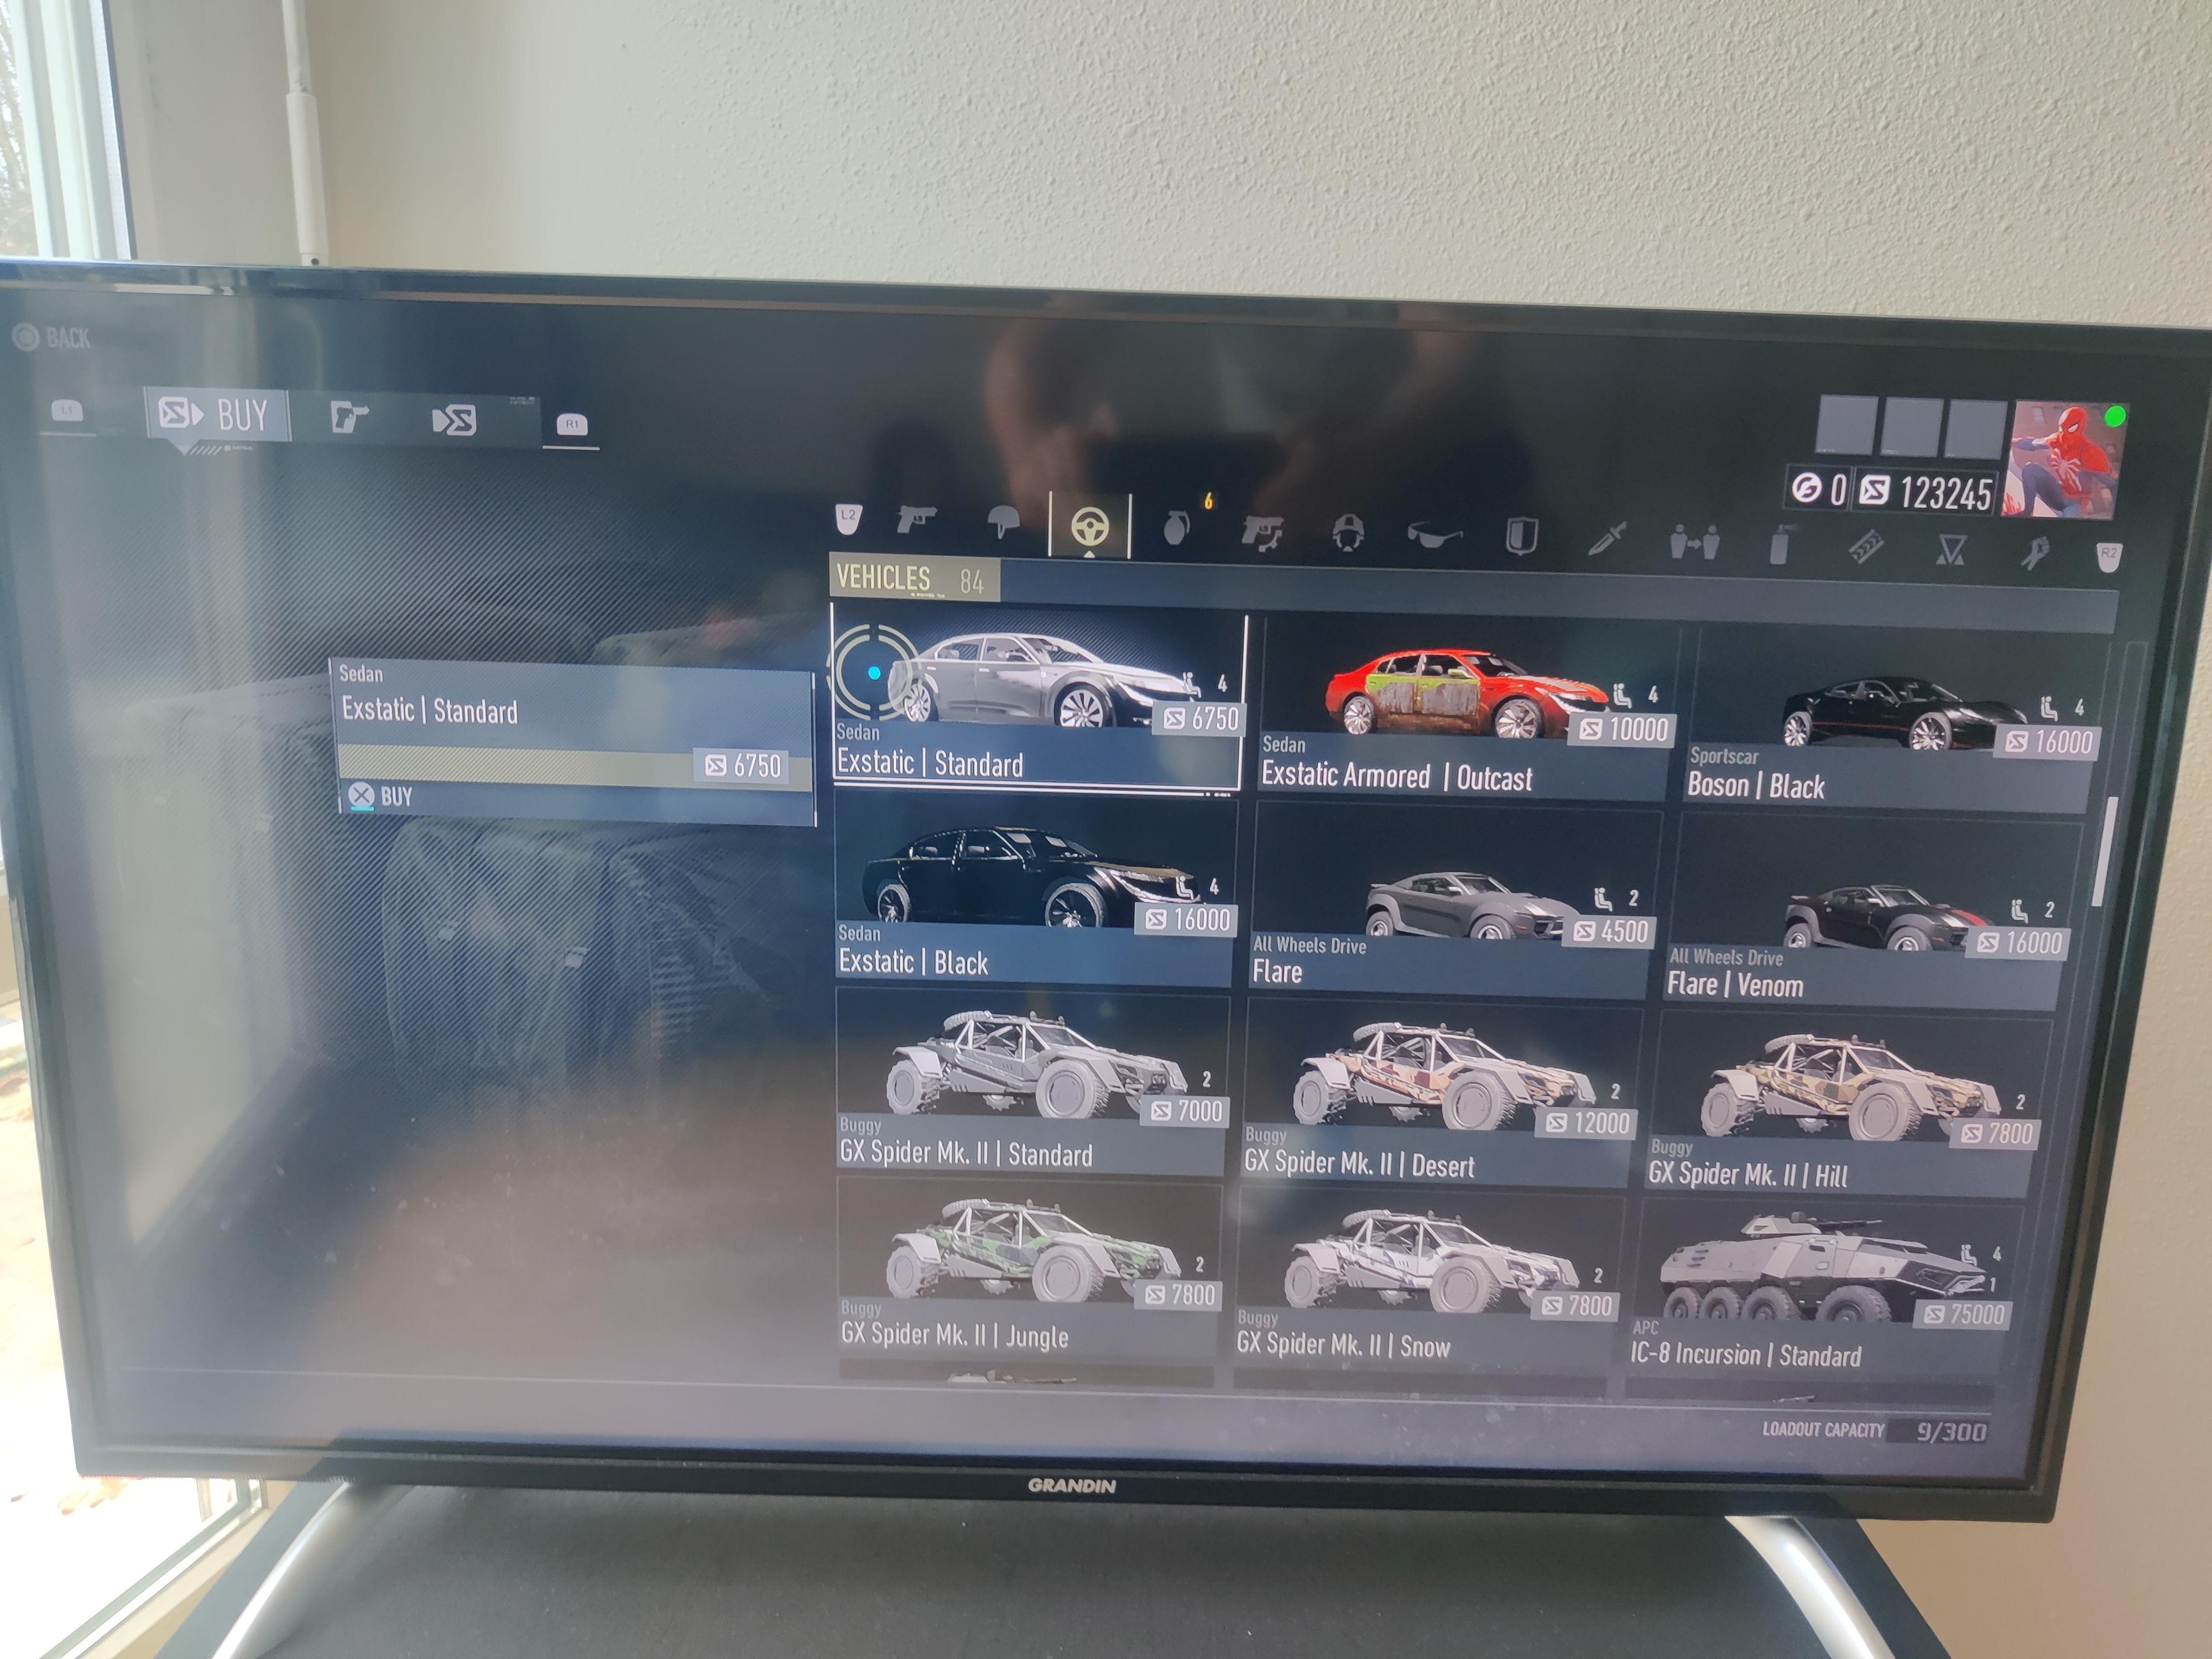 BACK
L1
BUY
R1
0
123245
L2
6
R2
VEHICLES 84
Sedan
Exstatic | Standard
6750
BUY
4
6750
Sedan
Exstatic | Standard
4
10000
Sedan
Exstatic Armored | Outcast
4
16000
Sportscar
Boson | Black
4
16000
Sedan
Exstatic | Black
2
4500
All Wheels Drive
Flare
2
16000
All Wheels Drive
Flare | Venom
2
7000
Buggy
GX Spider Mk. II | Standard
2
12000
Buggy
GX Spider Mk. II | Desert
2
7800
Buggy
GX Spider Mk. II | Hill
2
7800
Buggy
GX Spider Mk. II | Jungle
2
7800
Buggy
GX Spider Mk. II | Snow
4
1
75000
APC
IC-8 Incursion | Standard
LOADOUT CAPACITY 9/300
GRANDIN